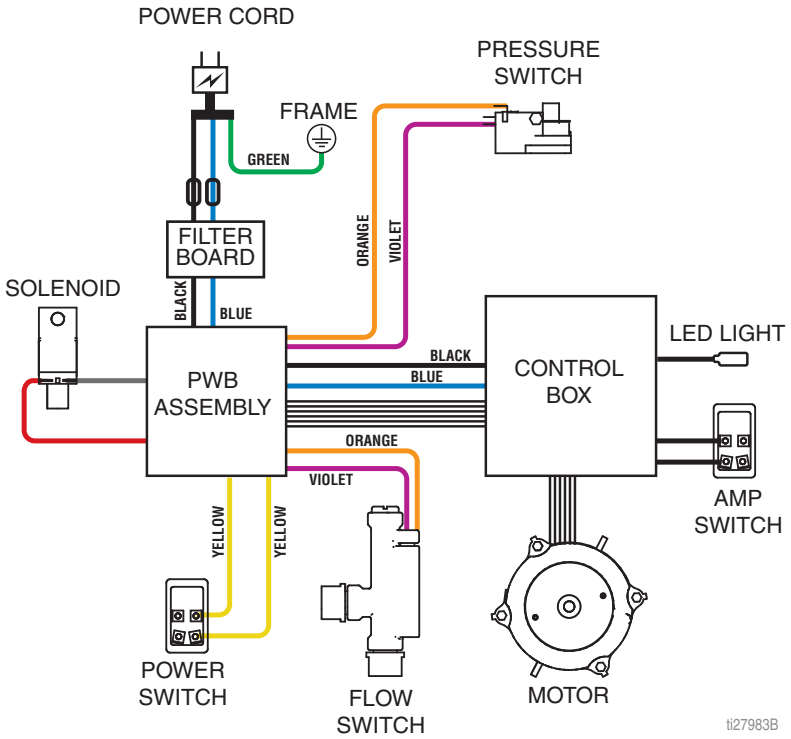 POWER CORD
PRESSURE
SWITCH
FRAME
GREEN
ORANGE
VIOLET
FILTER
BOARD
SOLENOID
BLACK
BLUE
LED LIGHT
BLACK
BLUE
PWB
ASSEMBLY
CONTROL
BOX
ORANGE
VIOLET
YELLOW
YELLOW
AMP
SWITCH
POWER
SWITCH
FLOW
SWITCH
MOTOR
ti27983B